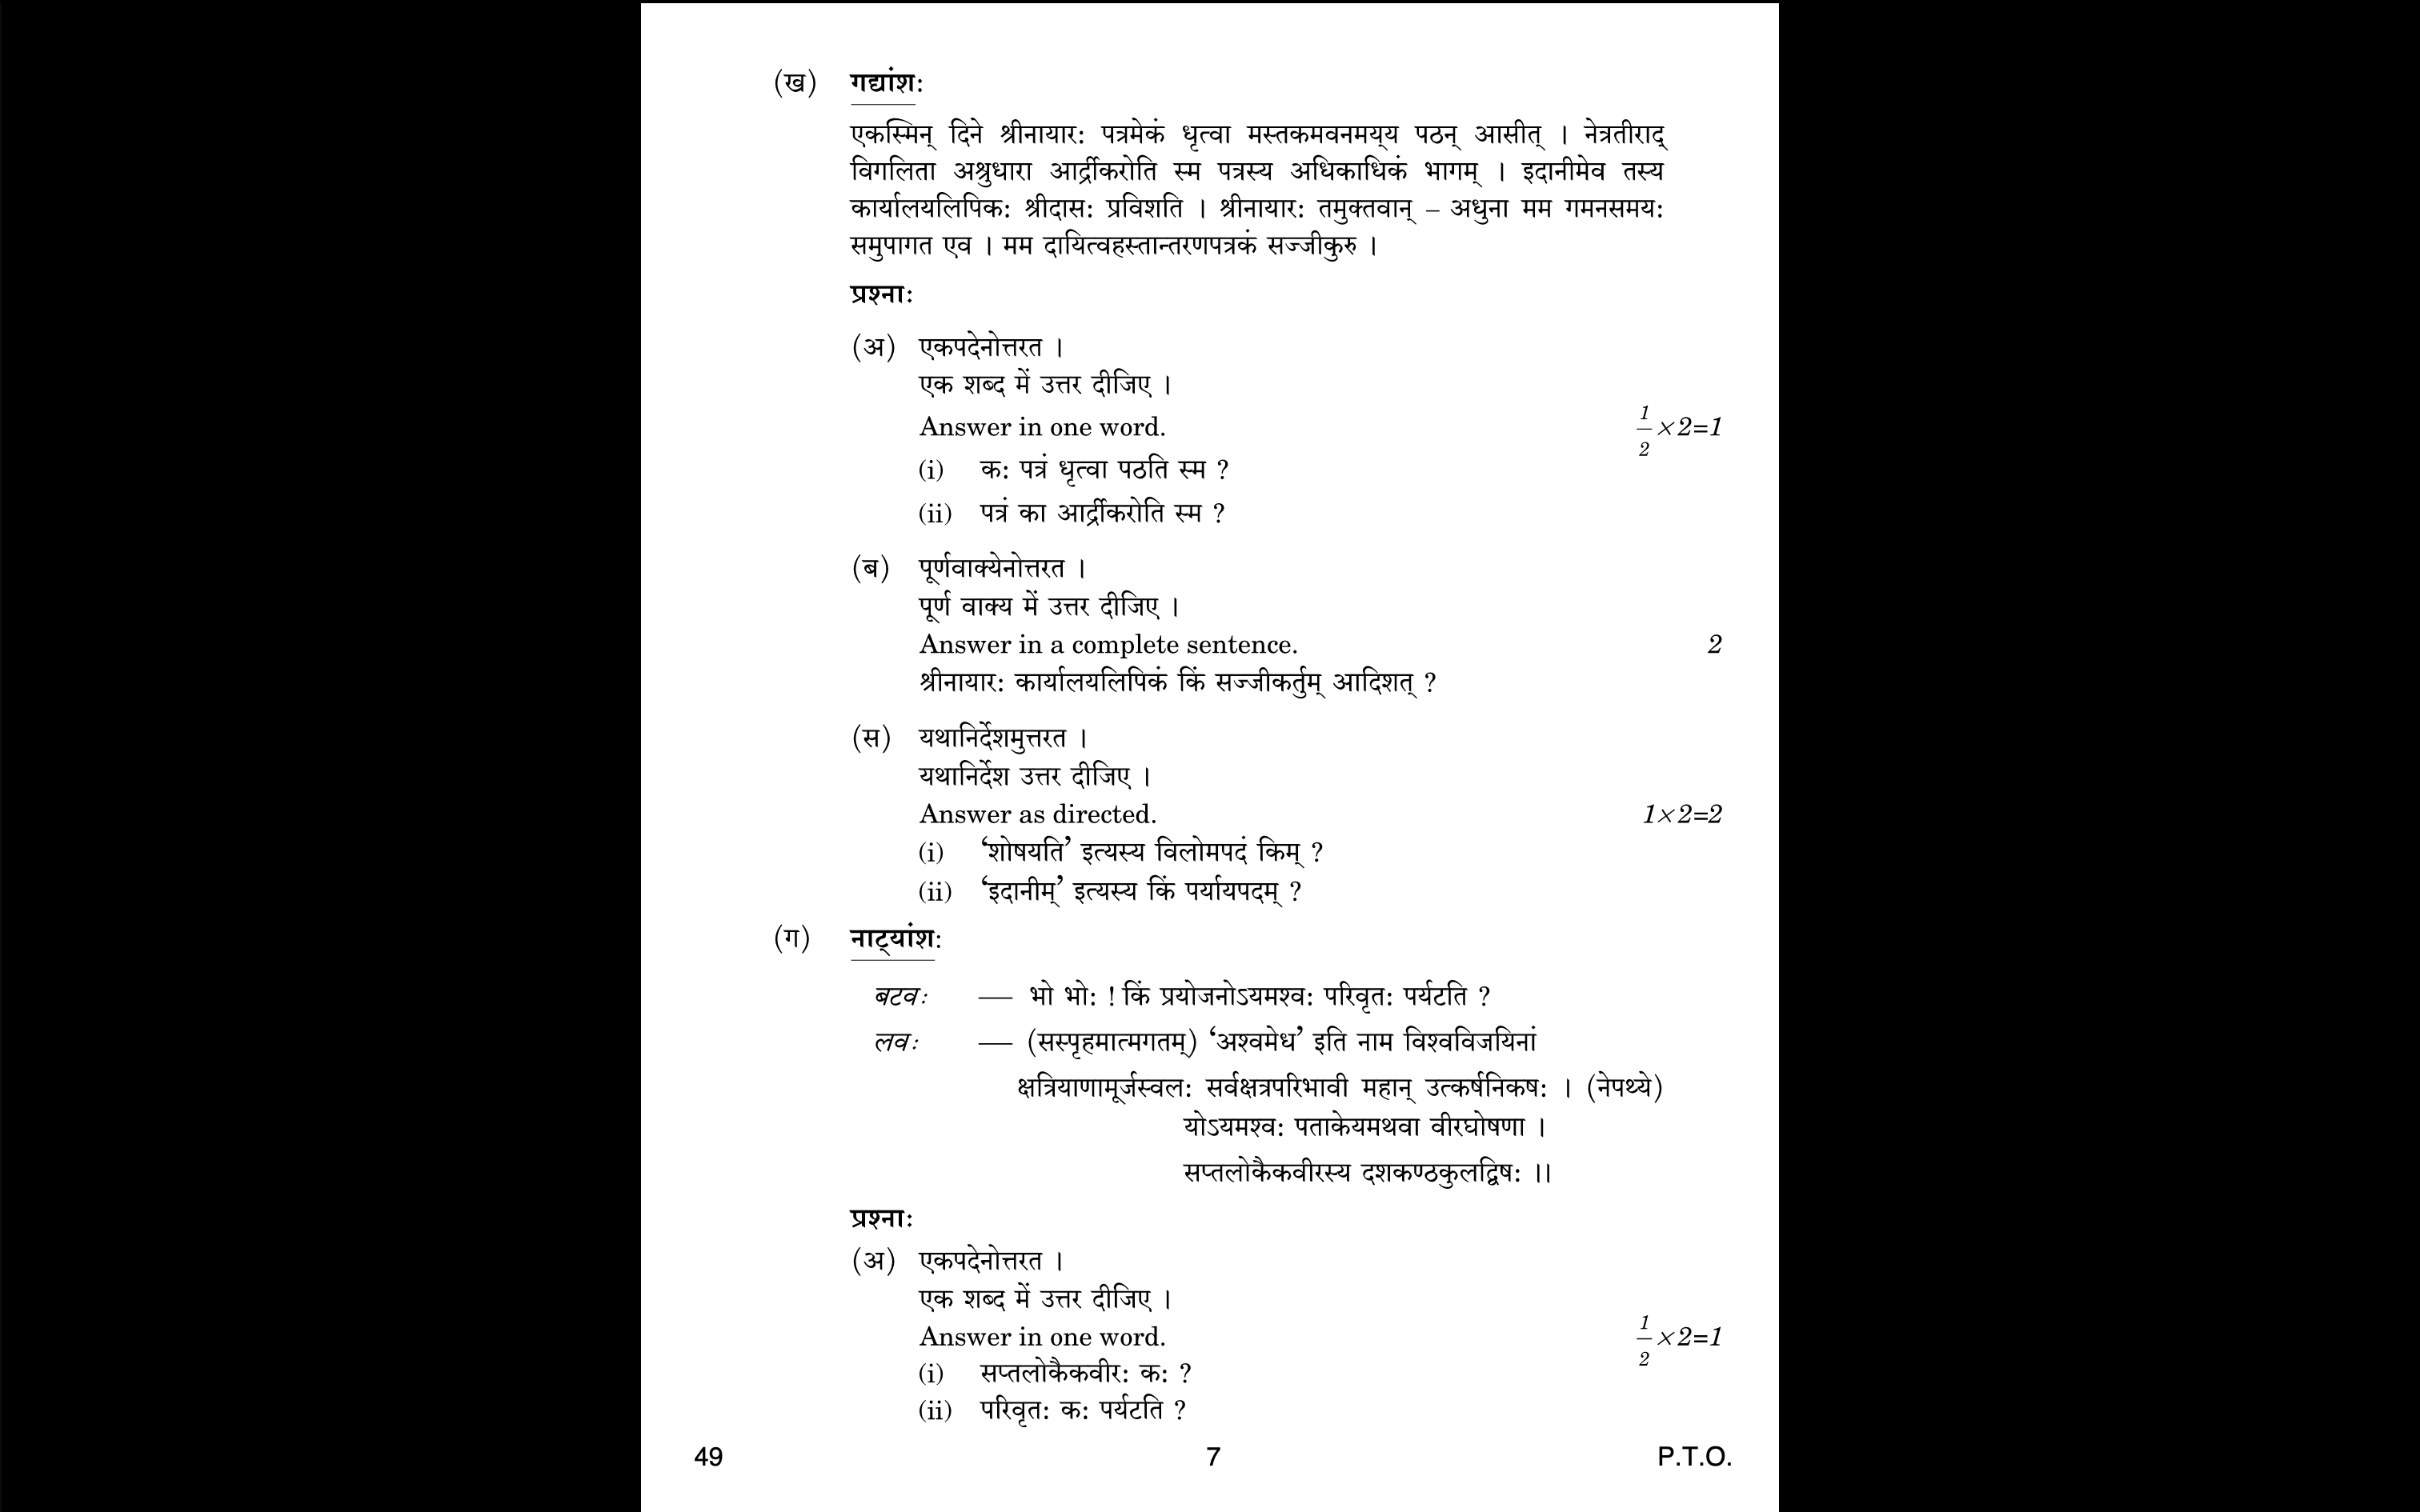 (ख) गद्यांश:
एकस्मिन् दिने श्रीनायार: पत्रमेकं धृत्वा मस्तकमवनमय्य पठन् आसीत् । नेत्रतीराद्
विगलिता अश्रुधारा आर्द्रीकरोति स्म पत्रस्य अधिकाधिकं भागम् । इदानीमेव तस्य
कार्यालयलिपिक: श्रीदास: प्रविशति । श्रीनायार: तमुक्तवान् – अधुना मम गमनसमय:
समुपागत एव । मम दायित्वहस्तान्तरणपत्रकं सज्जीकुरु ।
प्रश्ना:
(अ) एकपदेनोत्तरत ।
एक शब्द में उत्तर दीजिए ।
Answer in one word. 1/2 ×2=1
(i) क: पत्रं धृत्वा पठति स्म ?
(ii) पत्रं का आर्द्रीकरोति स्म ?
(ब) पूर्णवाक्येनोत्तरत ।
पूर्ण वाक्य में उत्तर दीजिए ।
Answer in a complete sentence. 2
श्रीनायार: कार्यालयलिपिकं किं सज्जीकर्तुम् आदिशत् ?
(स) यथानिर्देशमुत्तरत ।
यथानिर्देश उत्तर दीजिए ।
Answer as directed. 1×2=2
(i) ‘शोषयति’ इत्यस्य विलोमपदं किम् ?
(ii) ‘इदानीम्’ इत्यस्य किं पर्यायपदम् ?
(ग) नाट्यांश:
बटव: — भो भो: ! किं प्रयोजनोऽयमश्व: परिवृत: पर्यटति ?
लव: — (सस्पृहमात्मगतम्) ‘अश्वमेध’ इति नाम विश्वविजयिनां
क्षत्रियाणामूर्जस्वल: सर्वक्षत्रपरिभावी महान् उत्कर्षनिकष: । (नेपथ्ये)
योऽयमश्व: पताकेयमथवा वीरघोषणा ।
सप्तलोकैकवीरस्य दशकण्ठकुलद्विष: ।।
प्रश्ना:
(अ) एकपदेनोत्तरत ।
एक शब्द में उत्तर दीजिए ।
Answer in one word. 1/2 ×2=1
(i) सप्तलोकैकवीर: क: ?
(ii) परिवृत: क: पर्यटति ?
49 7 P.T.O.